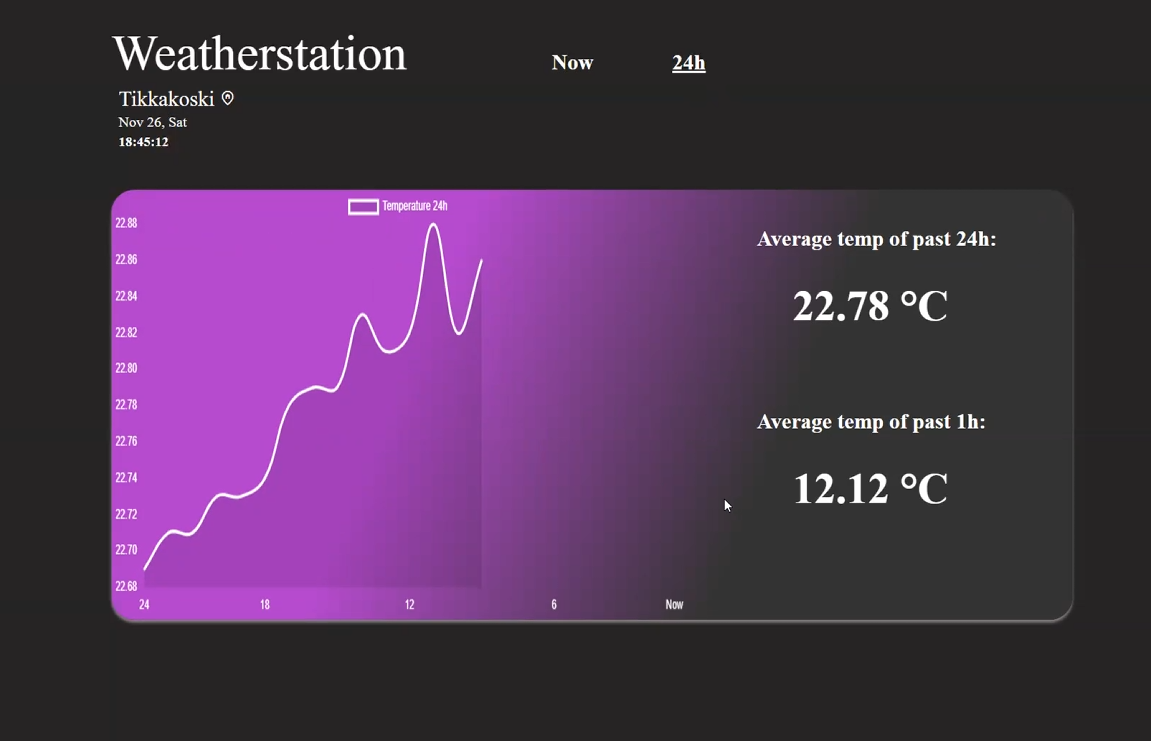 Weatherstation
Now
24h
Tikkakoski
Nov 26, Sat
18:45:12
Temperature 24h
22.88
22.86
22.84
22.82
22.80
22.78
22.76
22.74
22.72
22.70
22.68
24 18 12 6 Now
Average temp of past 24h:
22.78 °C
Average temp of past 1h:
12.12 °C